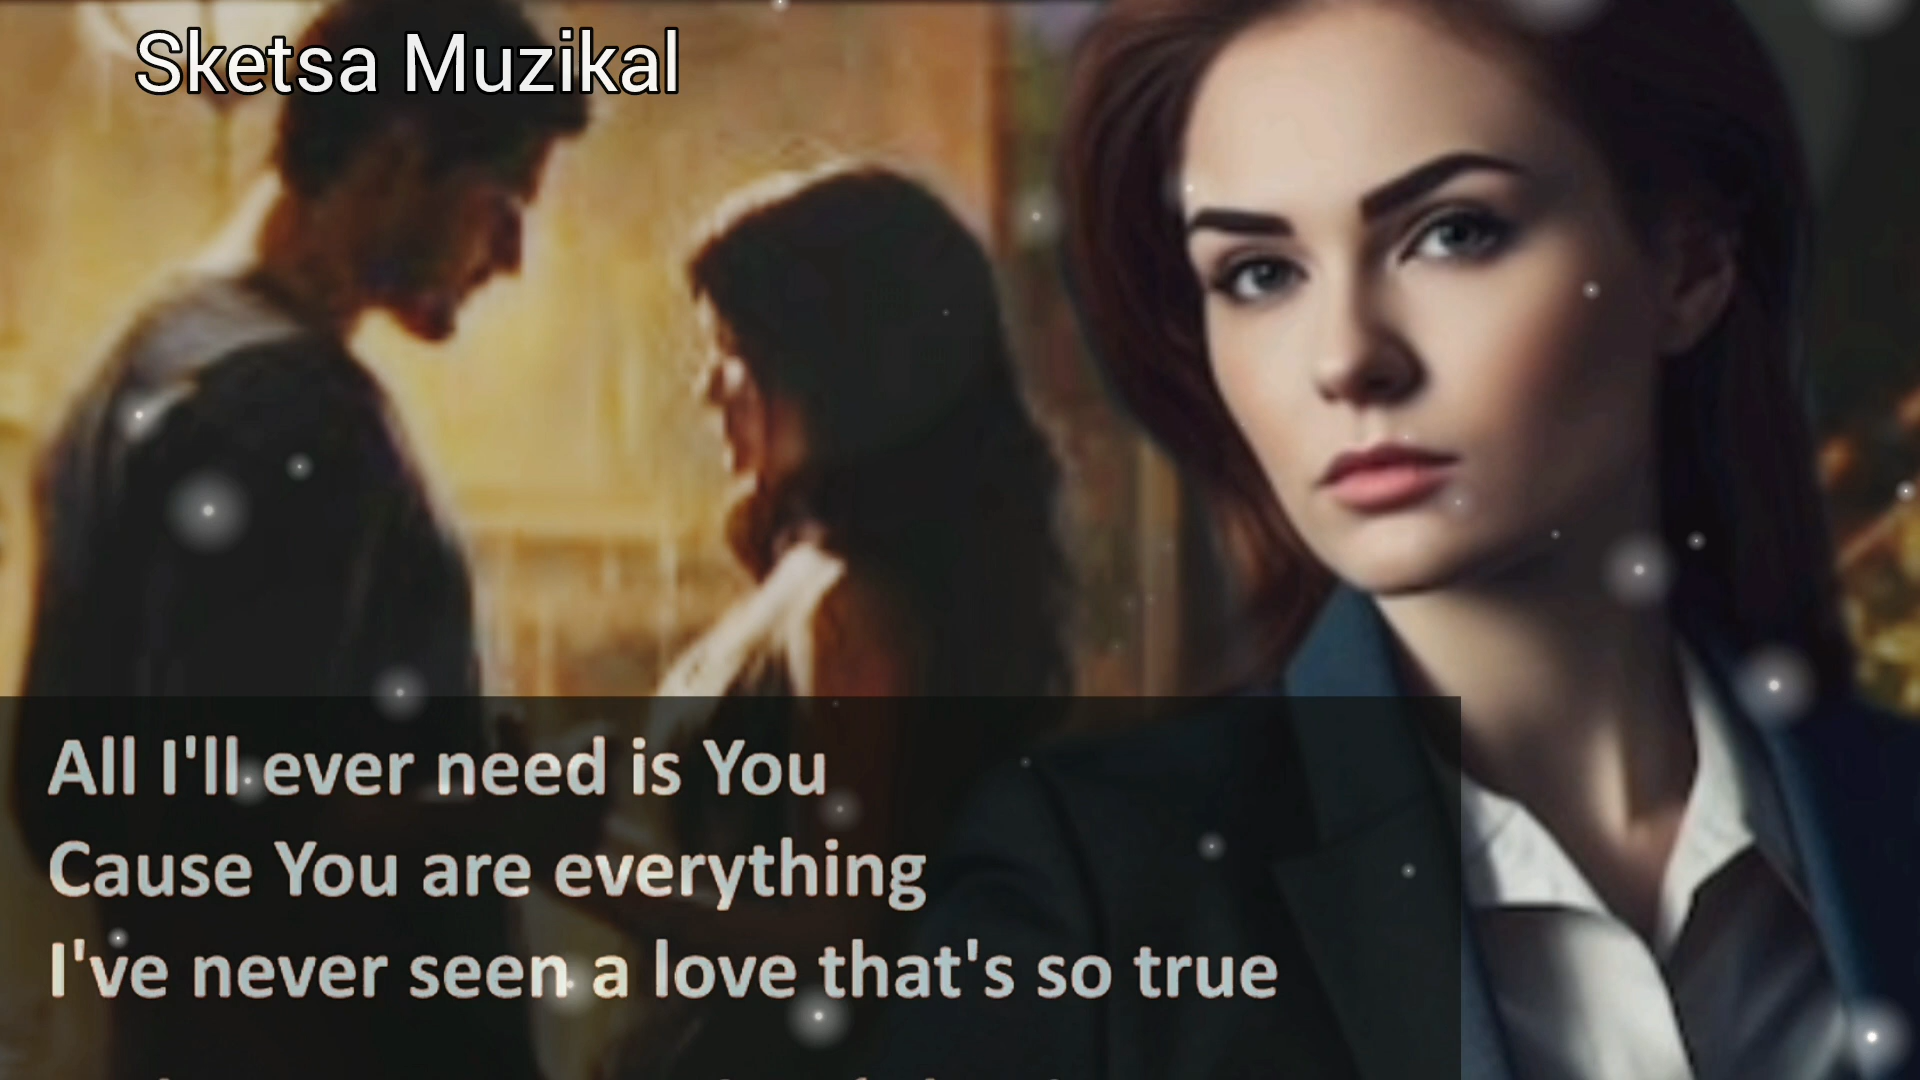 Sketsa Muzikal
All I'll ever need is You
Cause You are everything
I've never seen a love that's so true